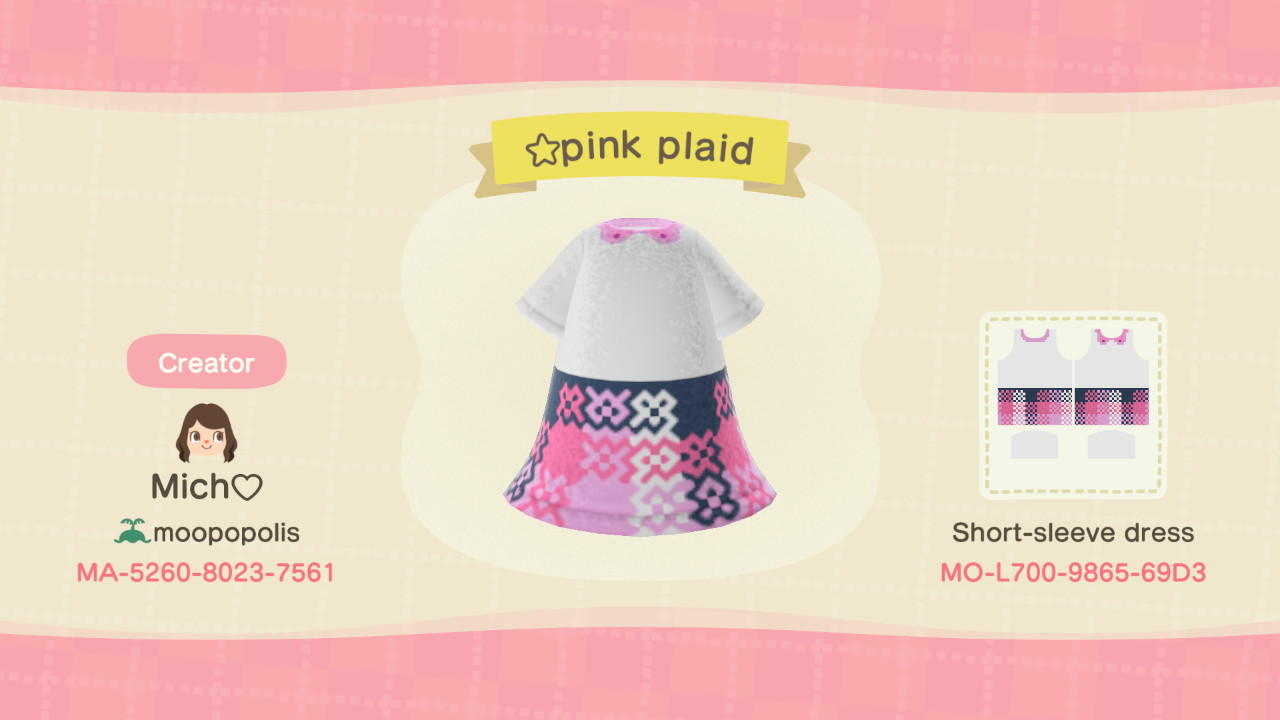 ☆pink plaid
Creator
Mich♡
moopopolis
MA-5260-8023-7561
Short-sleeve dress
MO-L700-9865-69D3